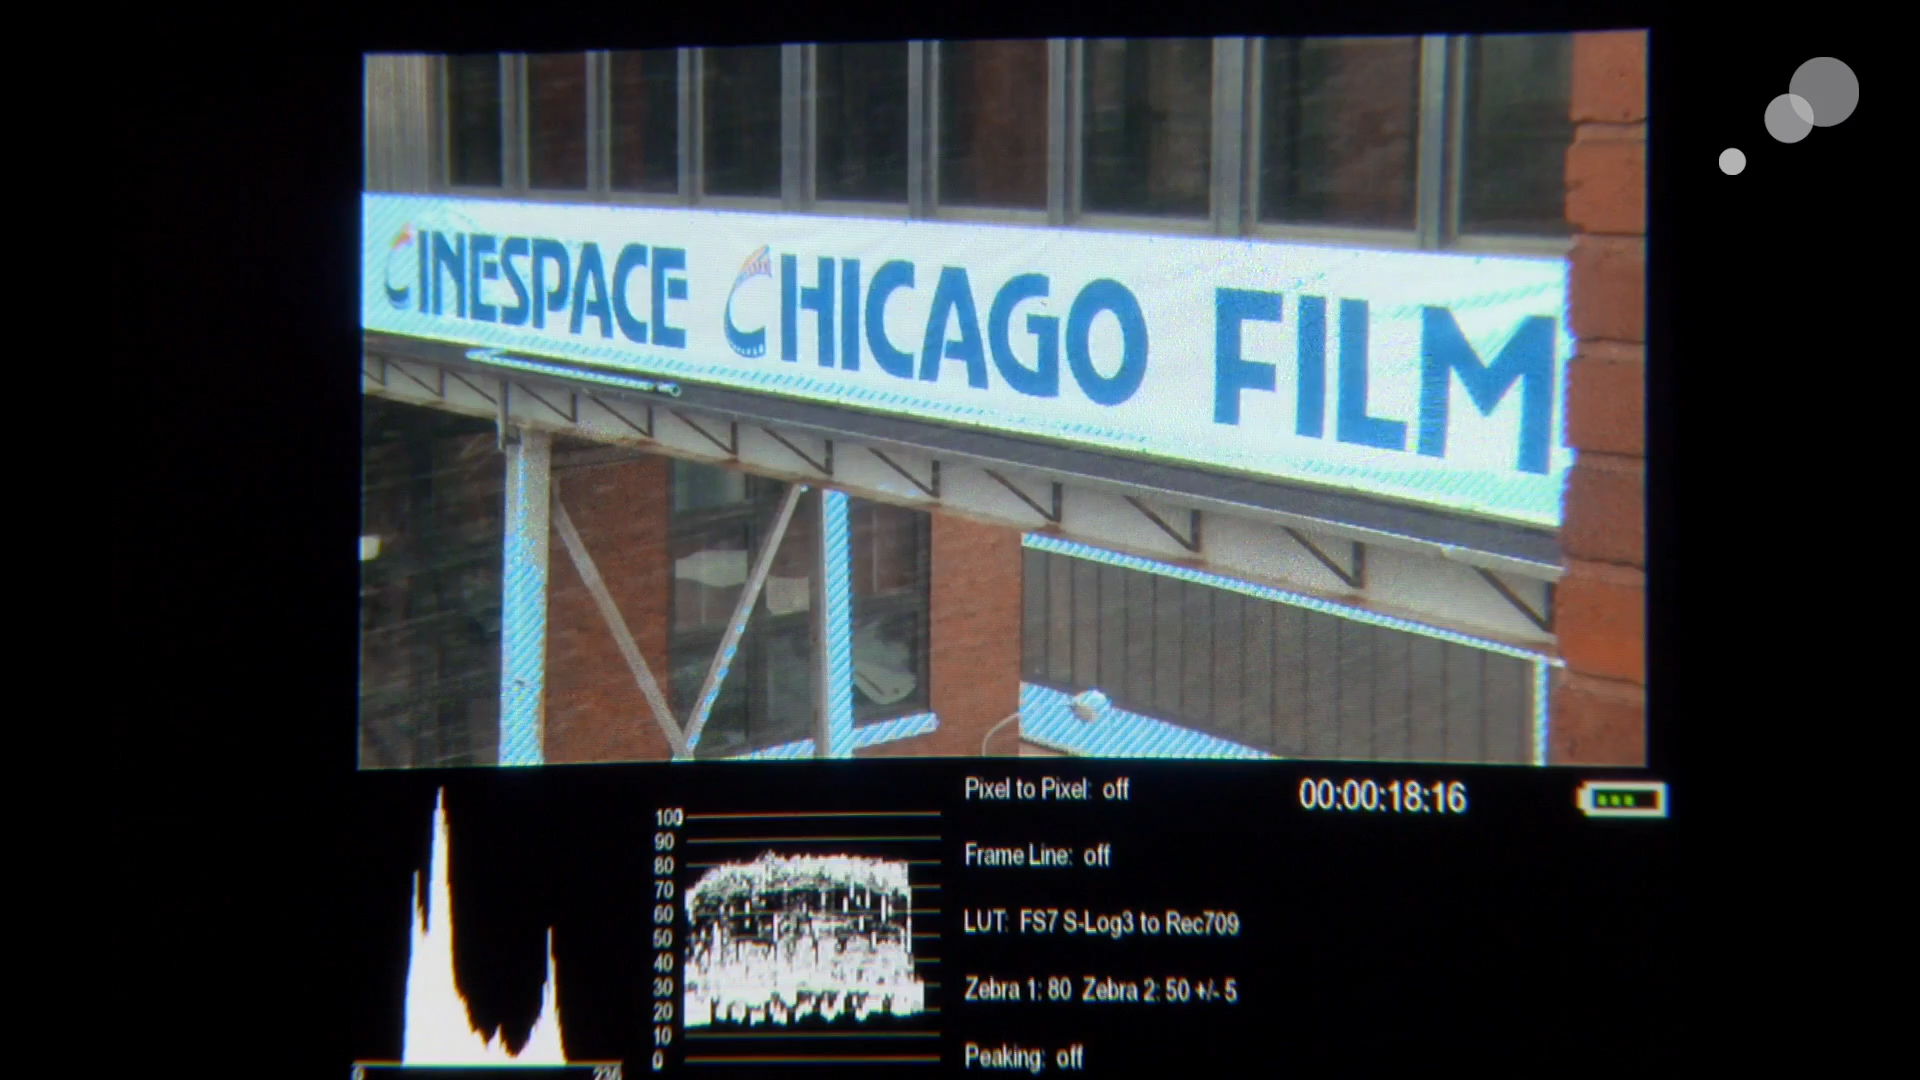 CINESPACE CHICAGO FILM
Pixel to Pixel: off
00:00:18:16
Frame Line: off
LUT: FS7 S-Log3 to Rec709
Zebra 1: 80 Zebra 2: 50 +/- 5
Peaking: off
100
90
80
70
60
50
40
30
20
10
0
0